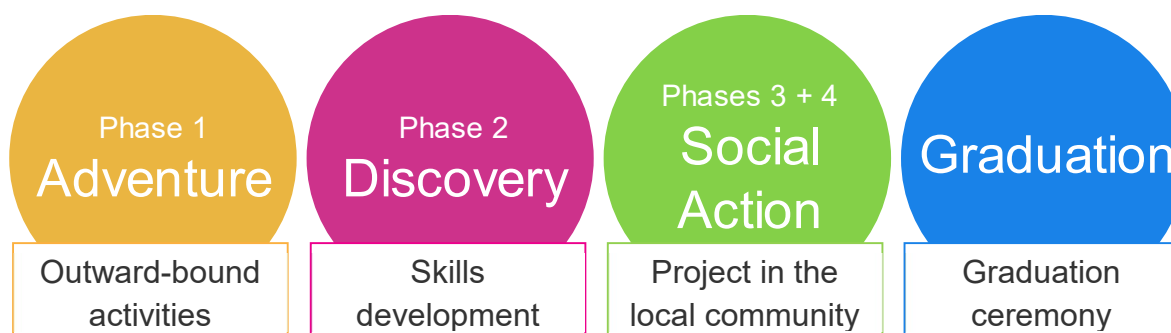 Phase 1
Adventure
Outward-bound
activities
Phase 2
Discovery
Skills
development
Phases 3 + 4
Social
Action
Project in the
local community
Graduation
Graduation
ceremony